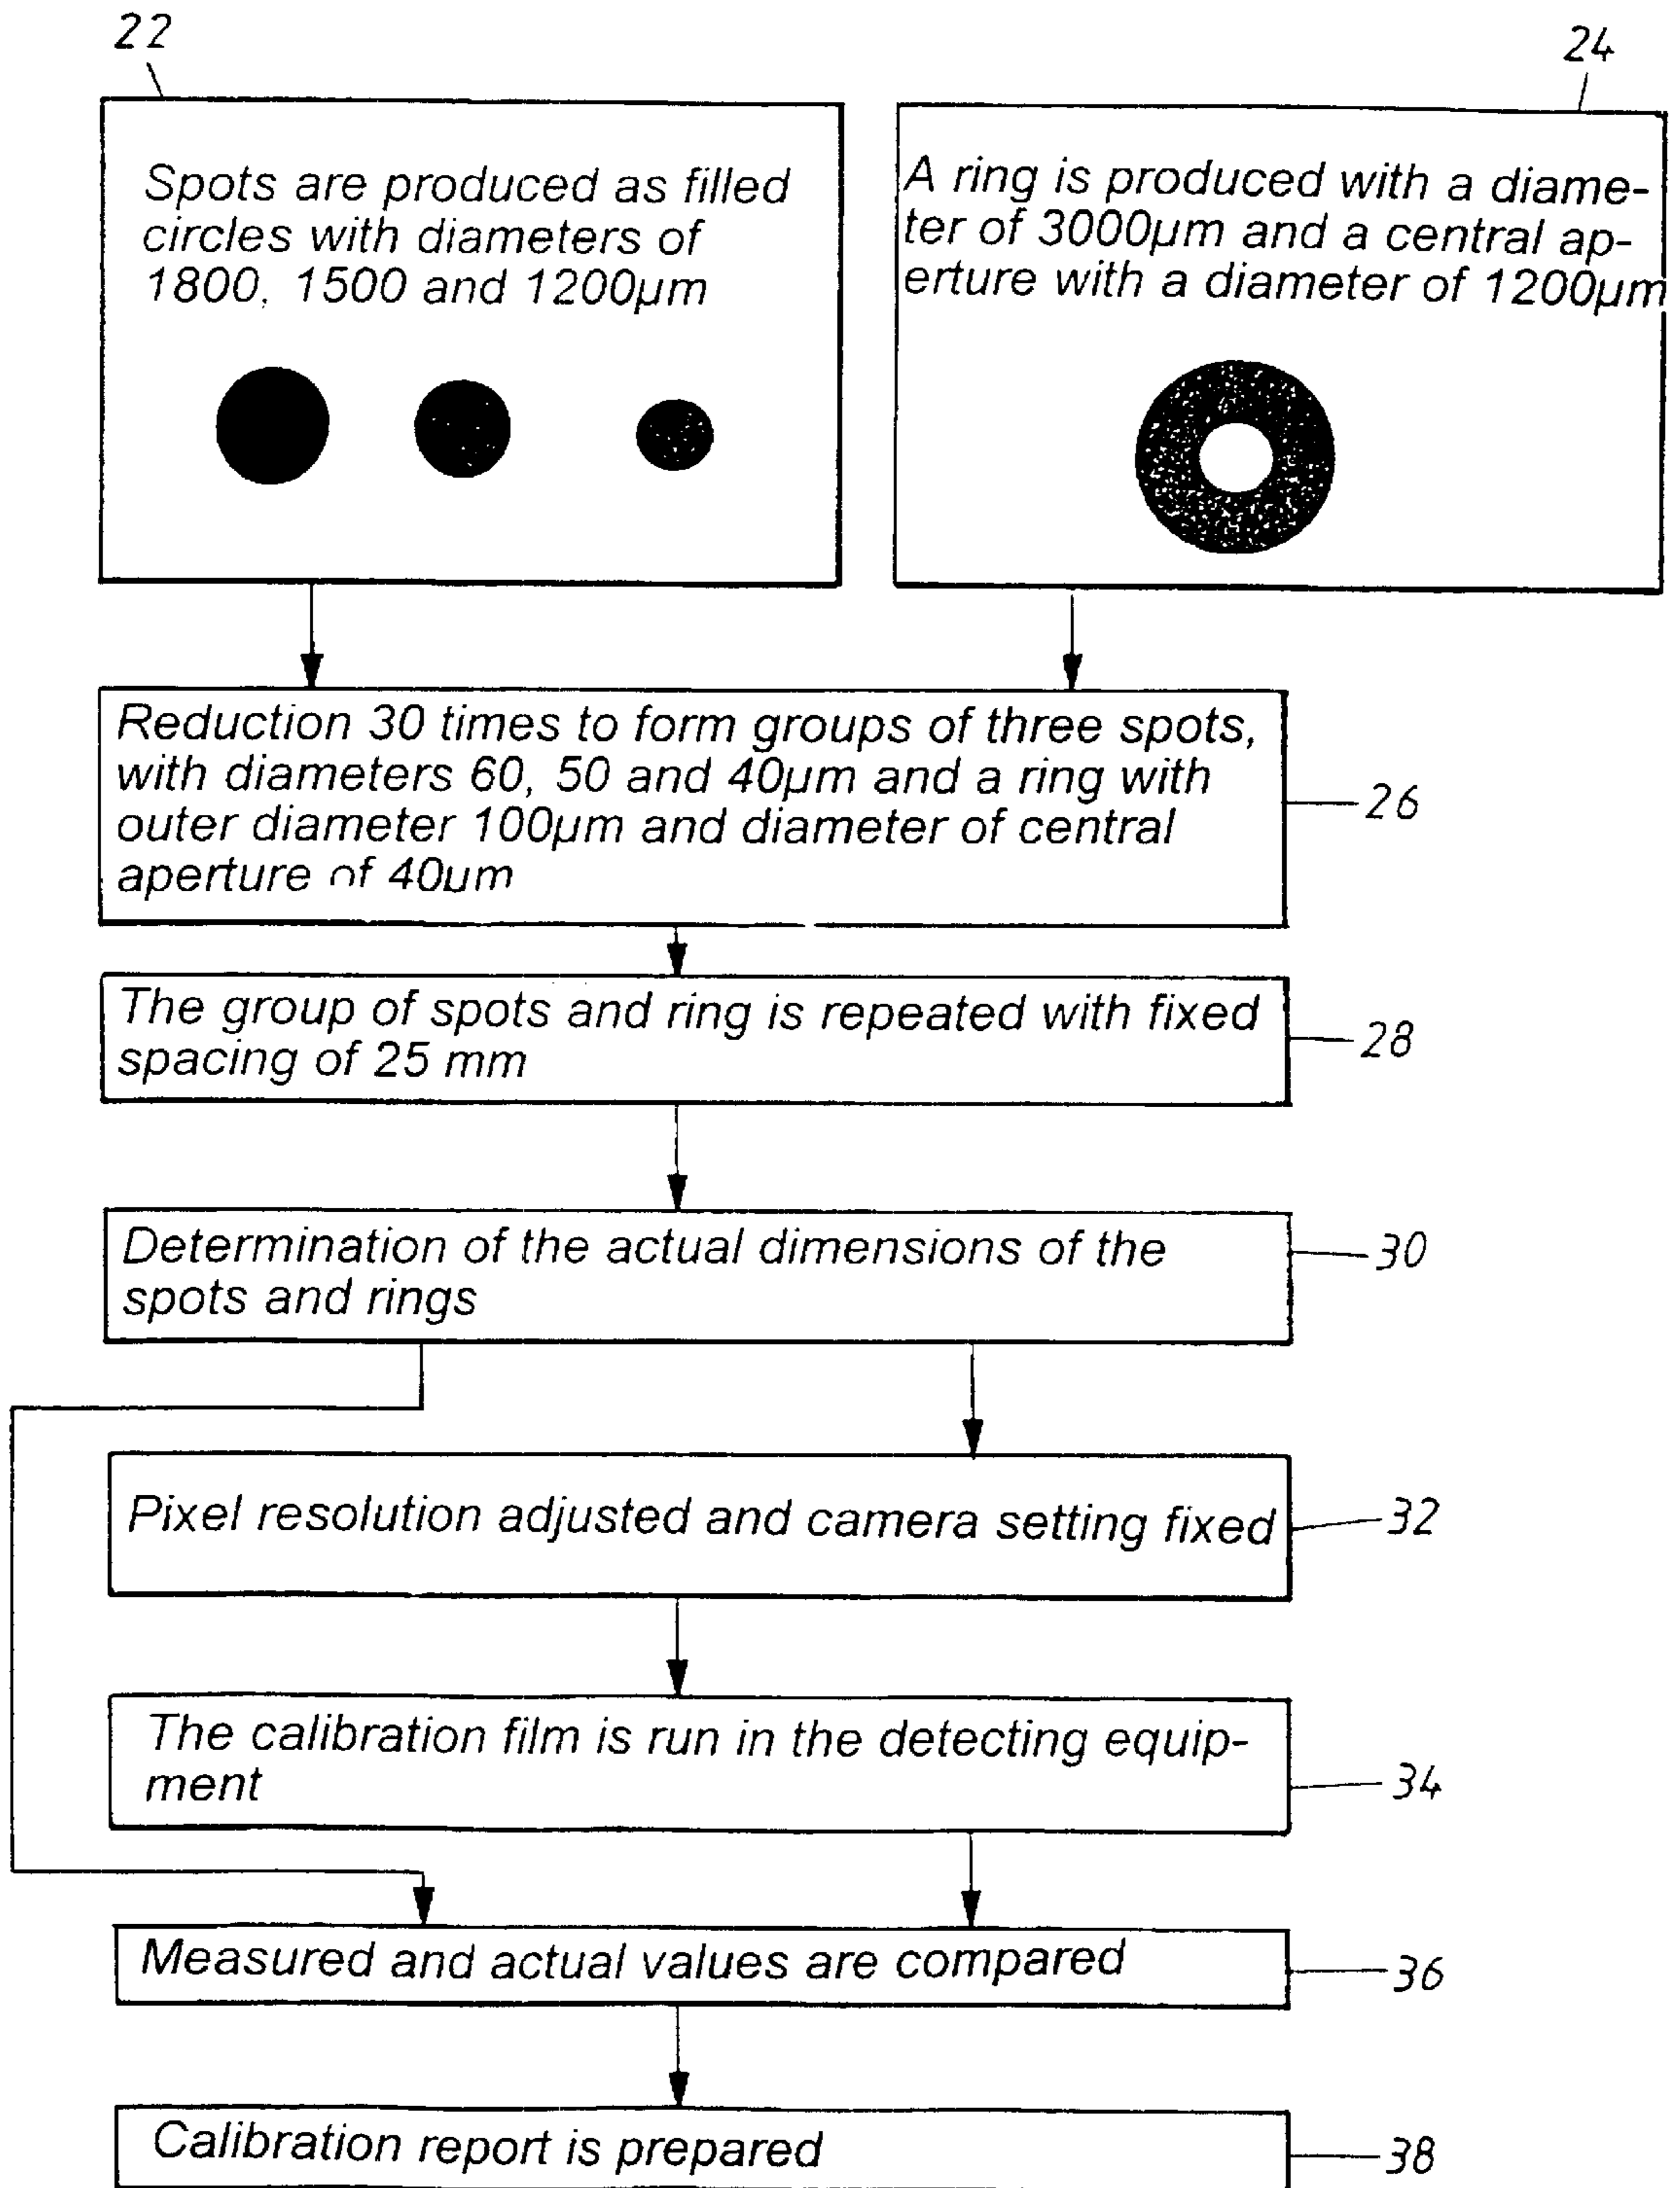 22
24
Spots are produced as filled
circles with diameters of
1800, 1500 and 1200µm
A ring is produced with a diame-
ter of 3000µm and a central ap-
erture with a diameter of 1200µm
Reduction 30 times to form groups of three spots,
with diameters 60, 50 and 40µm and a ring with
outer diameter 100µm and diameter of central
aperture of 40µm
26
The group of spots and ring is repeated with fixed
spacing of 25 mm
28
Determination of the actual dimensions of the
spots and rings
30
Pixel resolution adjusted and camera setting fixed
32
The calibration film is run in the detecting equip-
ment
34
Measured and actual values are compared
36
Calibration report is prepared
38